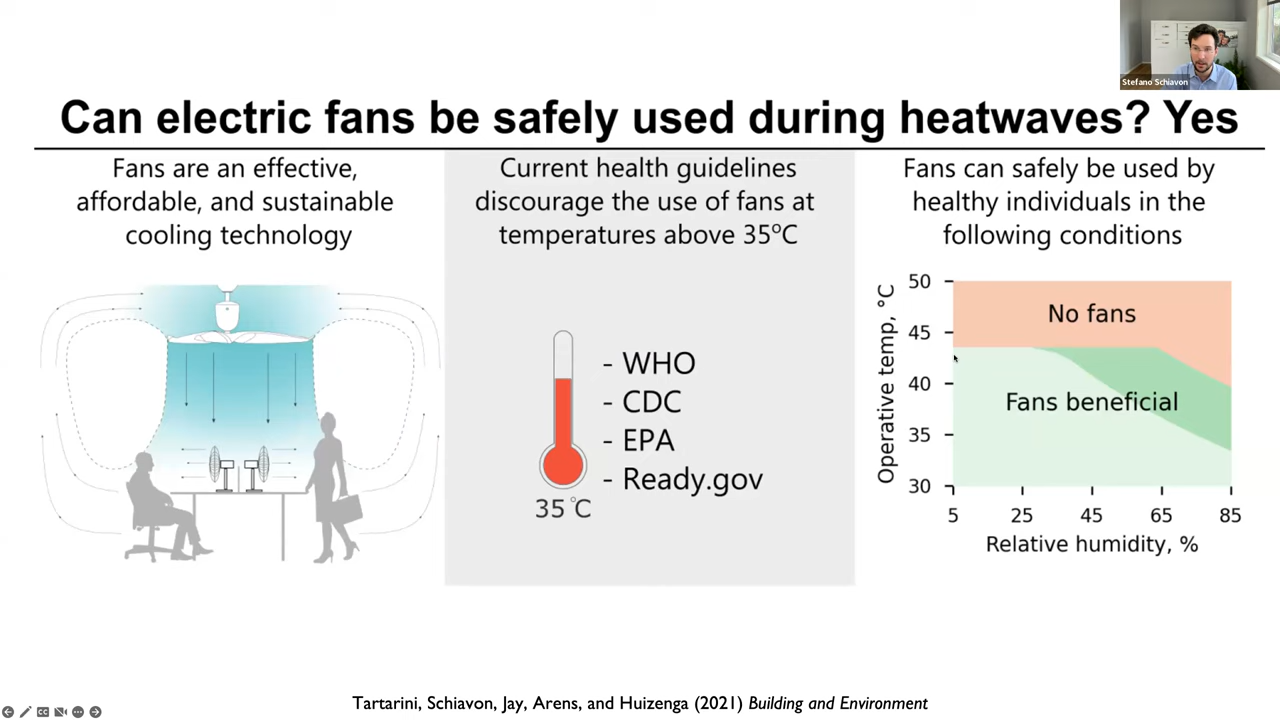 Stefano Schiavon
Can electric fans be safely used during heatwaves? Yes
Fans are an effective,
affordable, and sustainable
cooling technology
Current health guidelines
discourage the use of fans at
temperatures above 35ºC
- WHO
- CDC
- EPA
- Ready.gov
35°C
Fans can safely be used by
healthy individuals in the
following conditions
Operative temp, °C
50
45
40
35
30
No fans
Fans beneficial
5 25 45 65 85
Relative humidity, %
Tartarini, Schiavon, Jay, Arens, and Huizenga (2021) Building and Environment